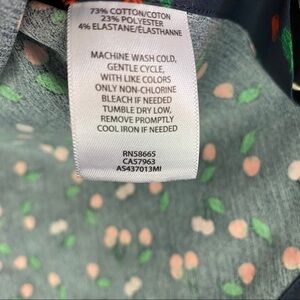 73% COTTON/COTON
23% POLYESTER
4% ELASTANE/ELASTHANNE
MACHINE WASH COLD,
GENTLE CYCLE,
WITH LIKE COLORS
ONLY NON-CHLORINE
BLEACH IF NEEDED
TUMBLE DRY LOW,
REMOVE PROMPTLY
COOL IRON IF NEEDED
RN58665
CA57963
AS437013MI